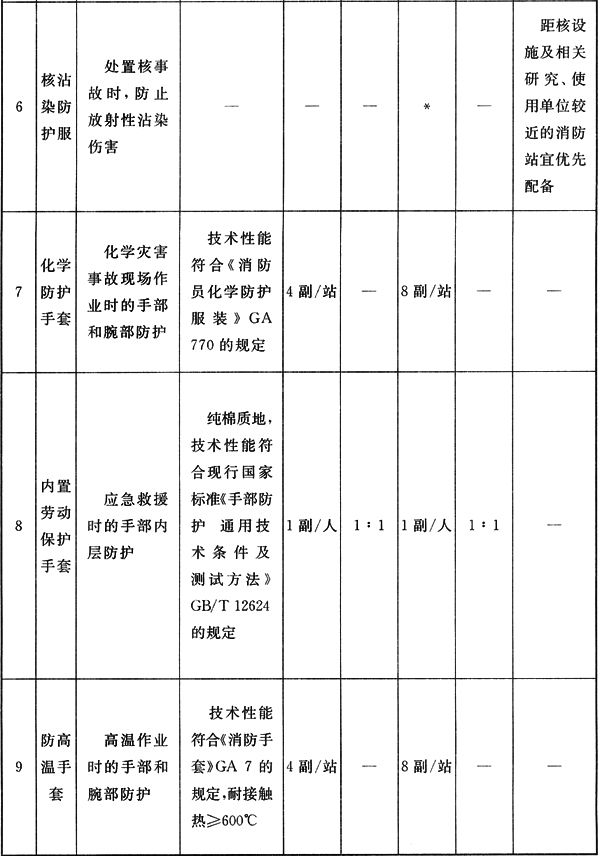 6
核沾
染防
护服
处置核事
故时,防止
放射性沾染
伤害
—
—
—
*
—
距核设
施及相关
研究、使
用单位较
近的消防
站宜优先
配备
7
化学
防护
手套
化学灾害
事故现场作
业时的手部
和腕部防护
技术性能
符合《消防
员化学防护
服装》GA
770的规定
4副/站
—
8副/站
—
—
8
内置
劳动
保护
手套
应急救援
时的手部内
层防护
纯棉质地,
技术性能符
合现行国家
标准《手部防
护 通用技
术条件及
测试方法》
GB/T 12624
的规定
1副/人
1∶1
1副/人
1∶1
—
9
防高
温手
套
高温作业
时的手部和
腕部防护
技术性能
符合《消防手
套》GA 7的
规定,耐接触
热≥600℃
4副/站
—
8副/站
—
—